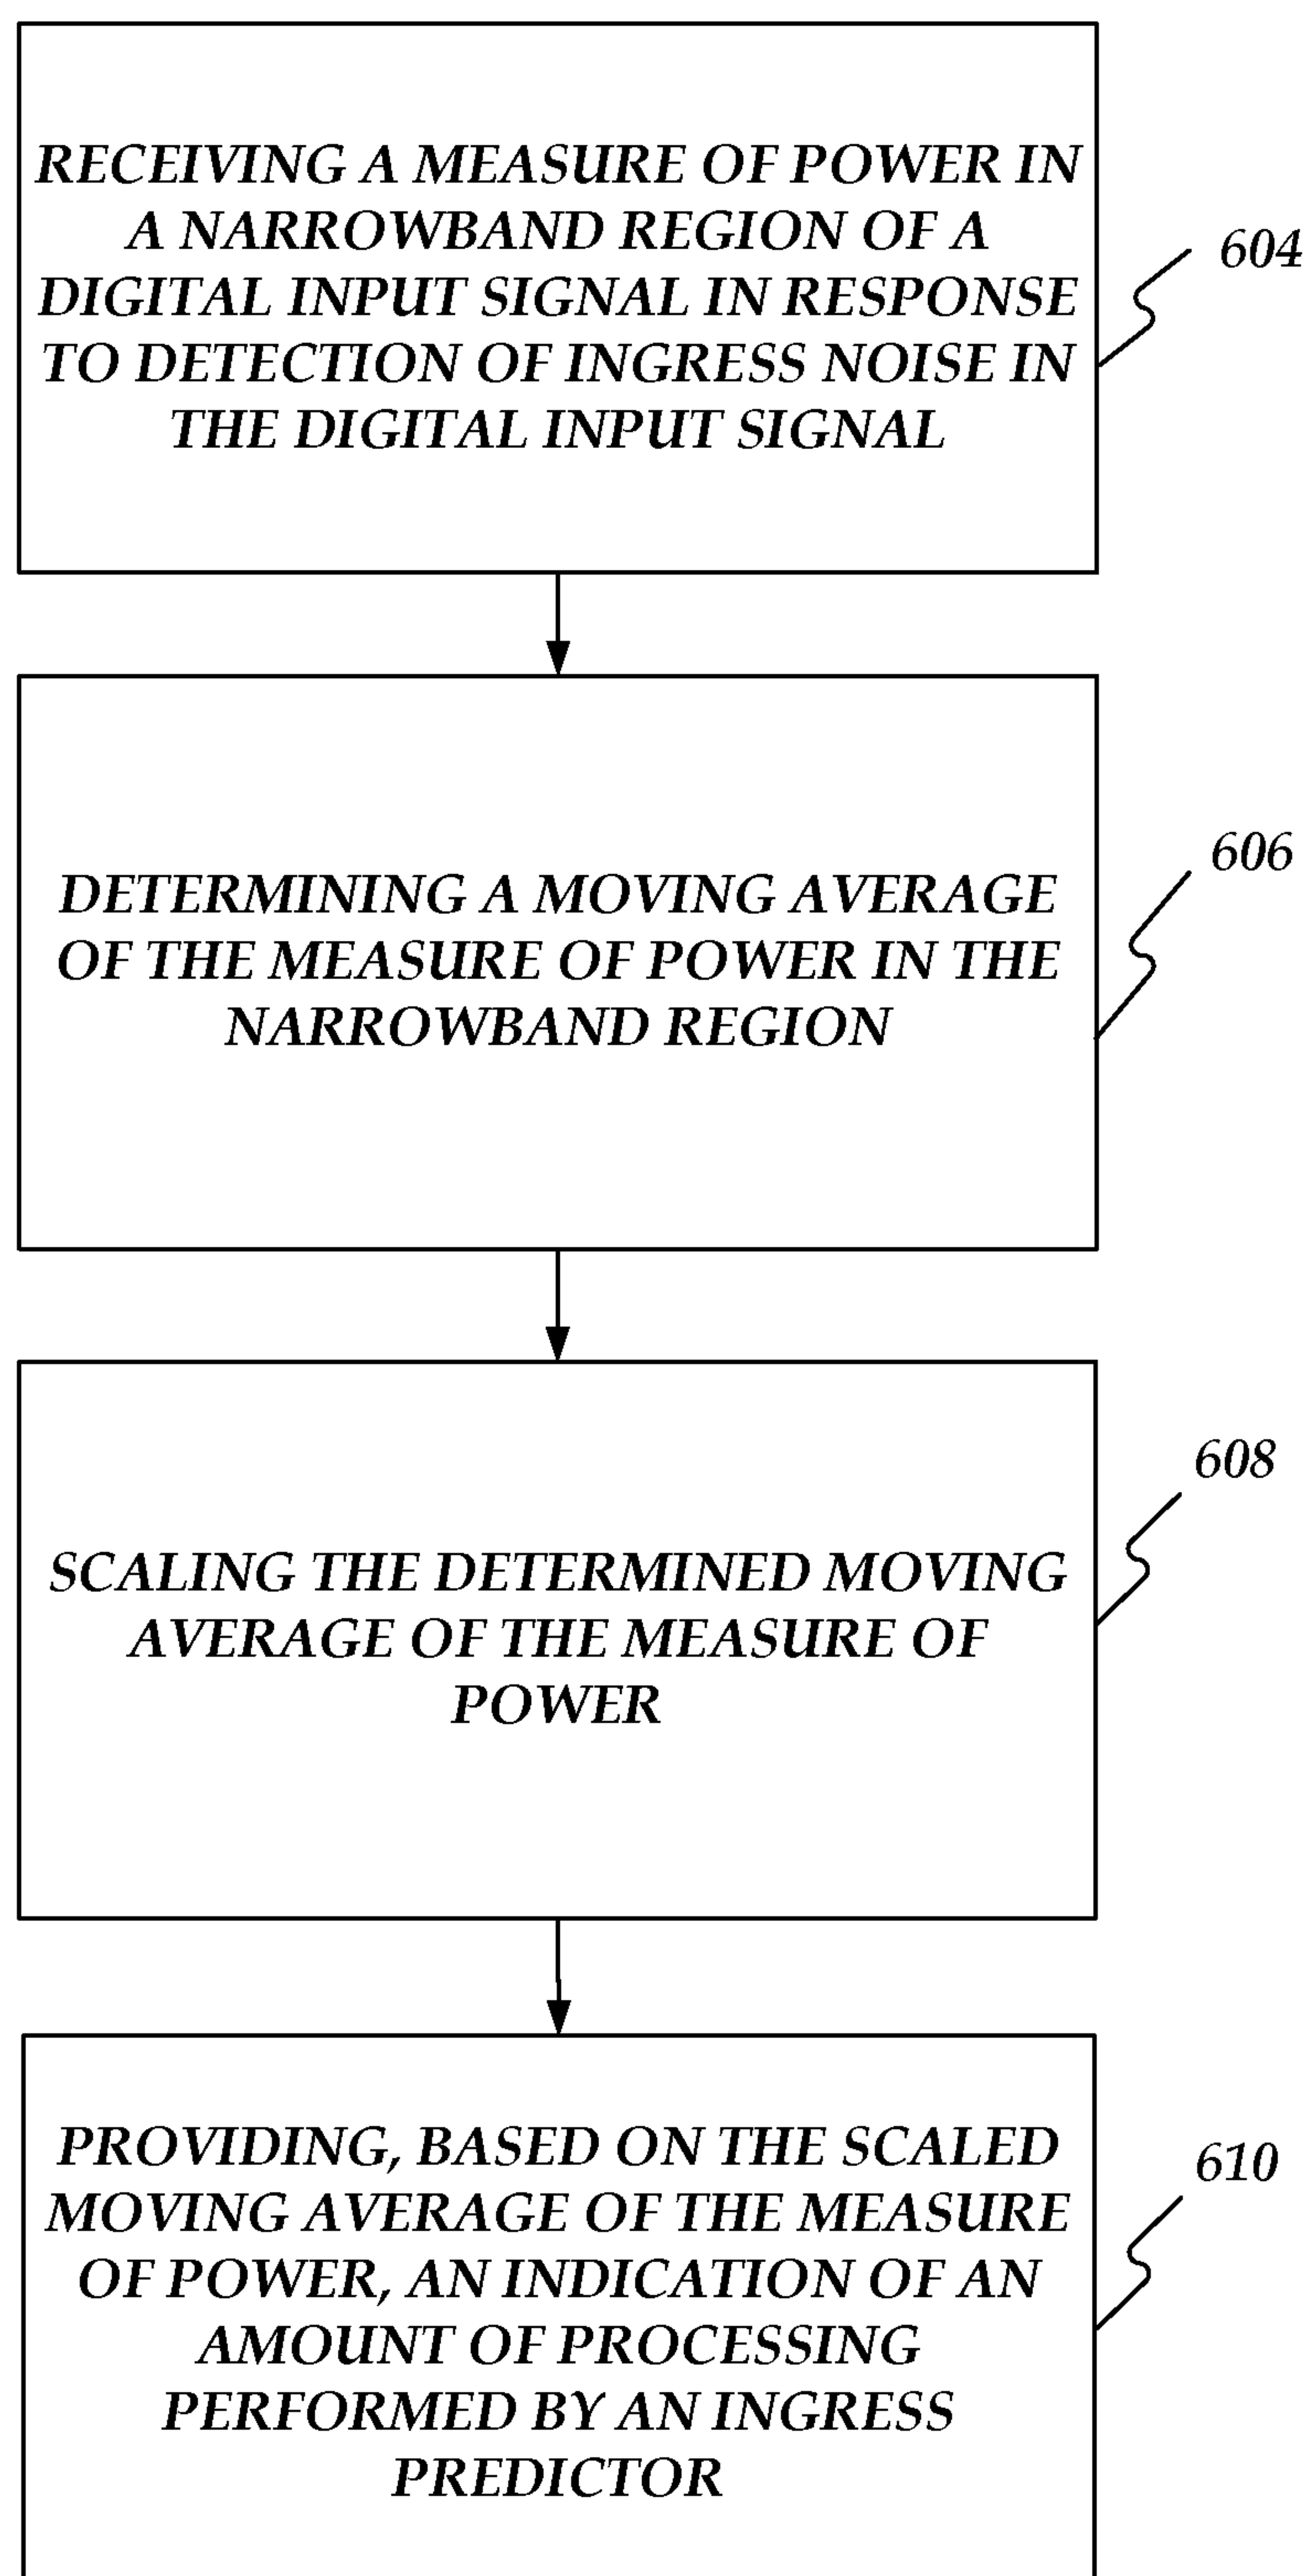 RECEIVING A MEASURE OF POWER IN
A NARROWBAND REGION OF A
DIGITAL INPUT SIGNAL IN RESPONSE
TO DETECTION OF INGRESS NOISE IN
THE DIGITAL INPUT SIGNAL
604
DETERMINING A MOVING AVERAGE
OF THE MEASURE OF POWER IN THE
NARROWBAND REGION
606
SCALING THE DETERMINED MOVING
AVERAGE OF THE MEASURE OF
POWER
608
PROVIDING, BASED ON THE SCALED
MOVING AVERAGE OF THE MEASURE
OF POWER, AN INDICATION OF AN
AMOUNT OF PROCESSING
PERFORMED BY AN INGRESS
PREDICTOR
610